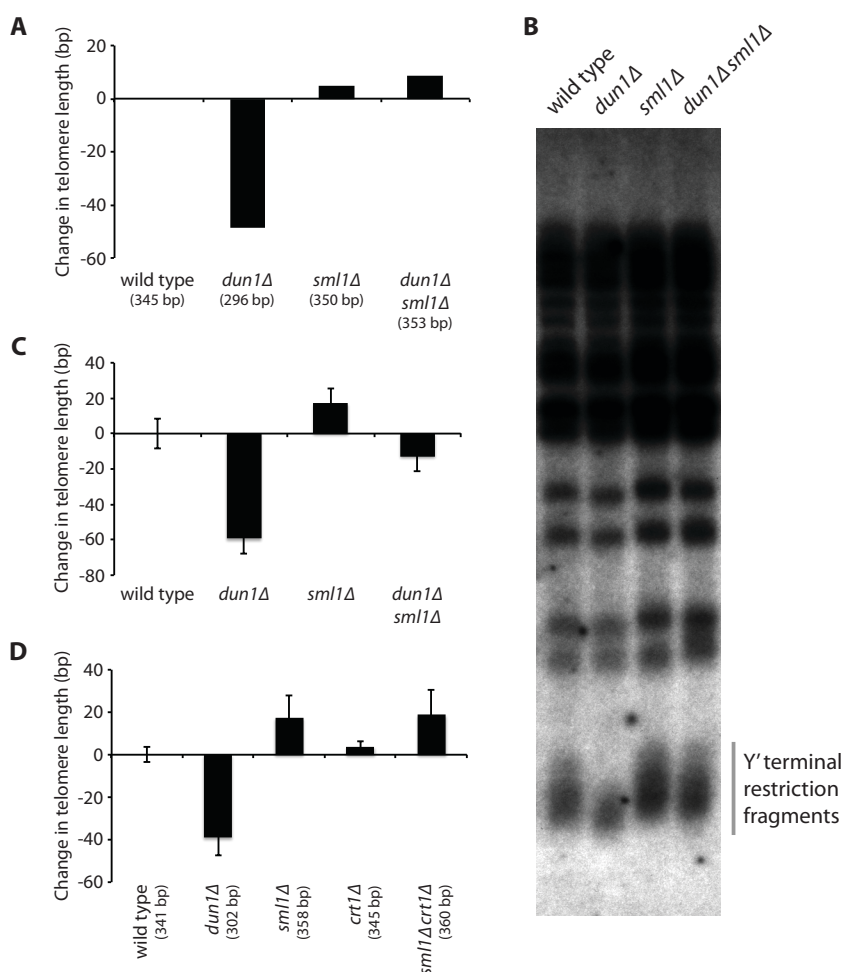 A
Change in telomere length (bp)
20
0
-20
-40
-60
wild type
(345 bp)
dun1Δ
(296 bp)
sml1Δ
(350 bp)
dun1Δ
sml1Δ
(353 bp)
B
wild type
dun1Δ
sml1Δ
dun1Δsml1Δ
Y' terminal
restriction
fragments
C
Change in telomere length (bp)
40
20
0
-20
-40
-60
-80
wild type
dun1Δ
sml1Δ
dun1Δ
sml1Δ
D
Change in telomere length (bp)
40
20
0
-20
-40
-60
wild type
(341 bp)
dun1Δ
(302 bp)
sml1Δ
(358 bp)
crt1Δ
(345 bp)
sml1Δcrt1Δ
(360 bp)